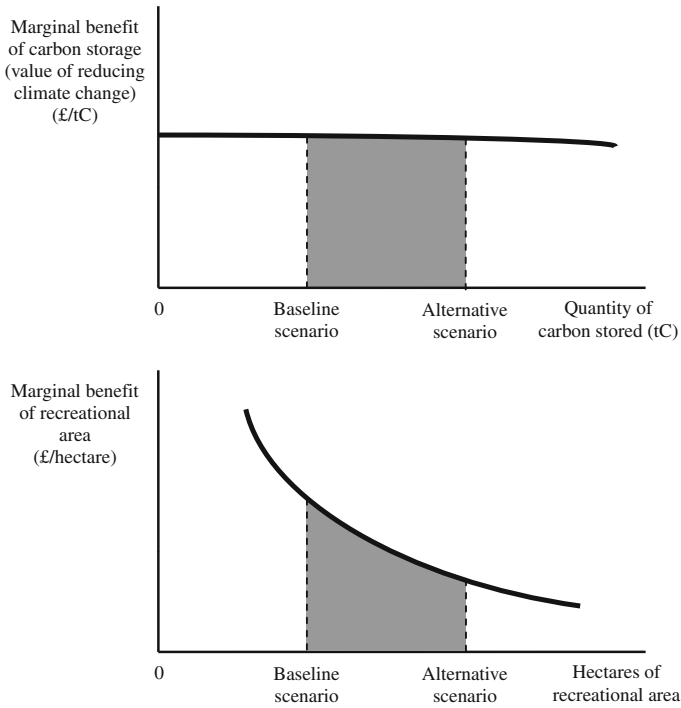 Marginal benefit
of carbon storage
(value of reducing
climate change)
(£/tC)
0
Baseline
scenario
Alternative
scenario
Quantity of
carbon stored (tC)
Marginal benefit
of recreational
area
(£/hectare)
0
Baseline
scenario
Alternative
scenario
Hectares of
recreational area